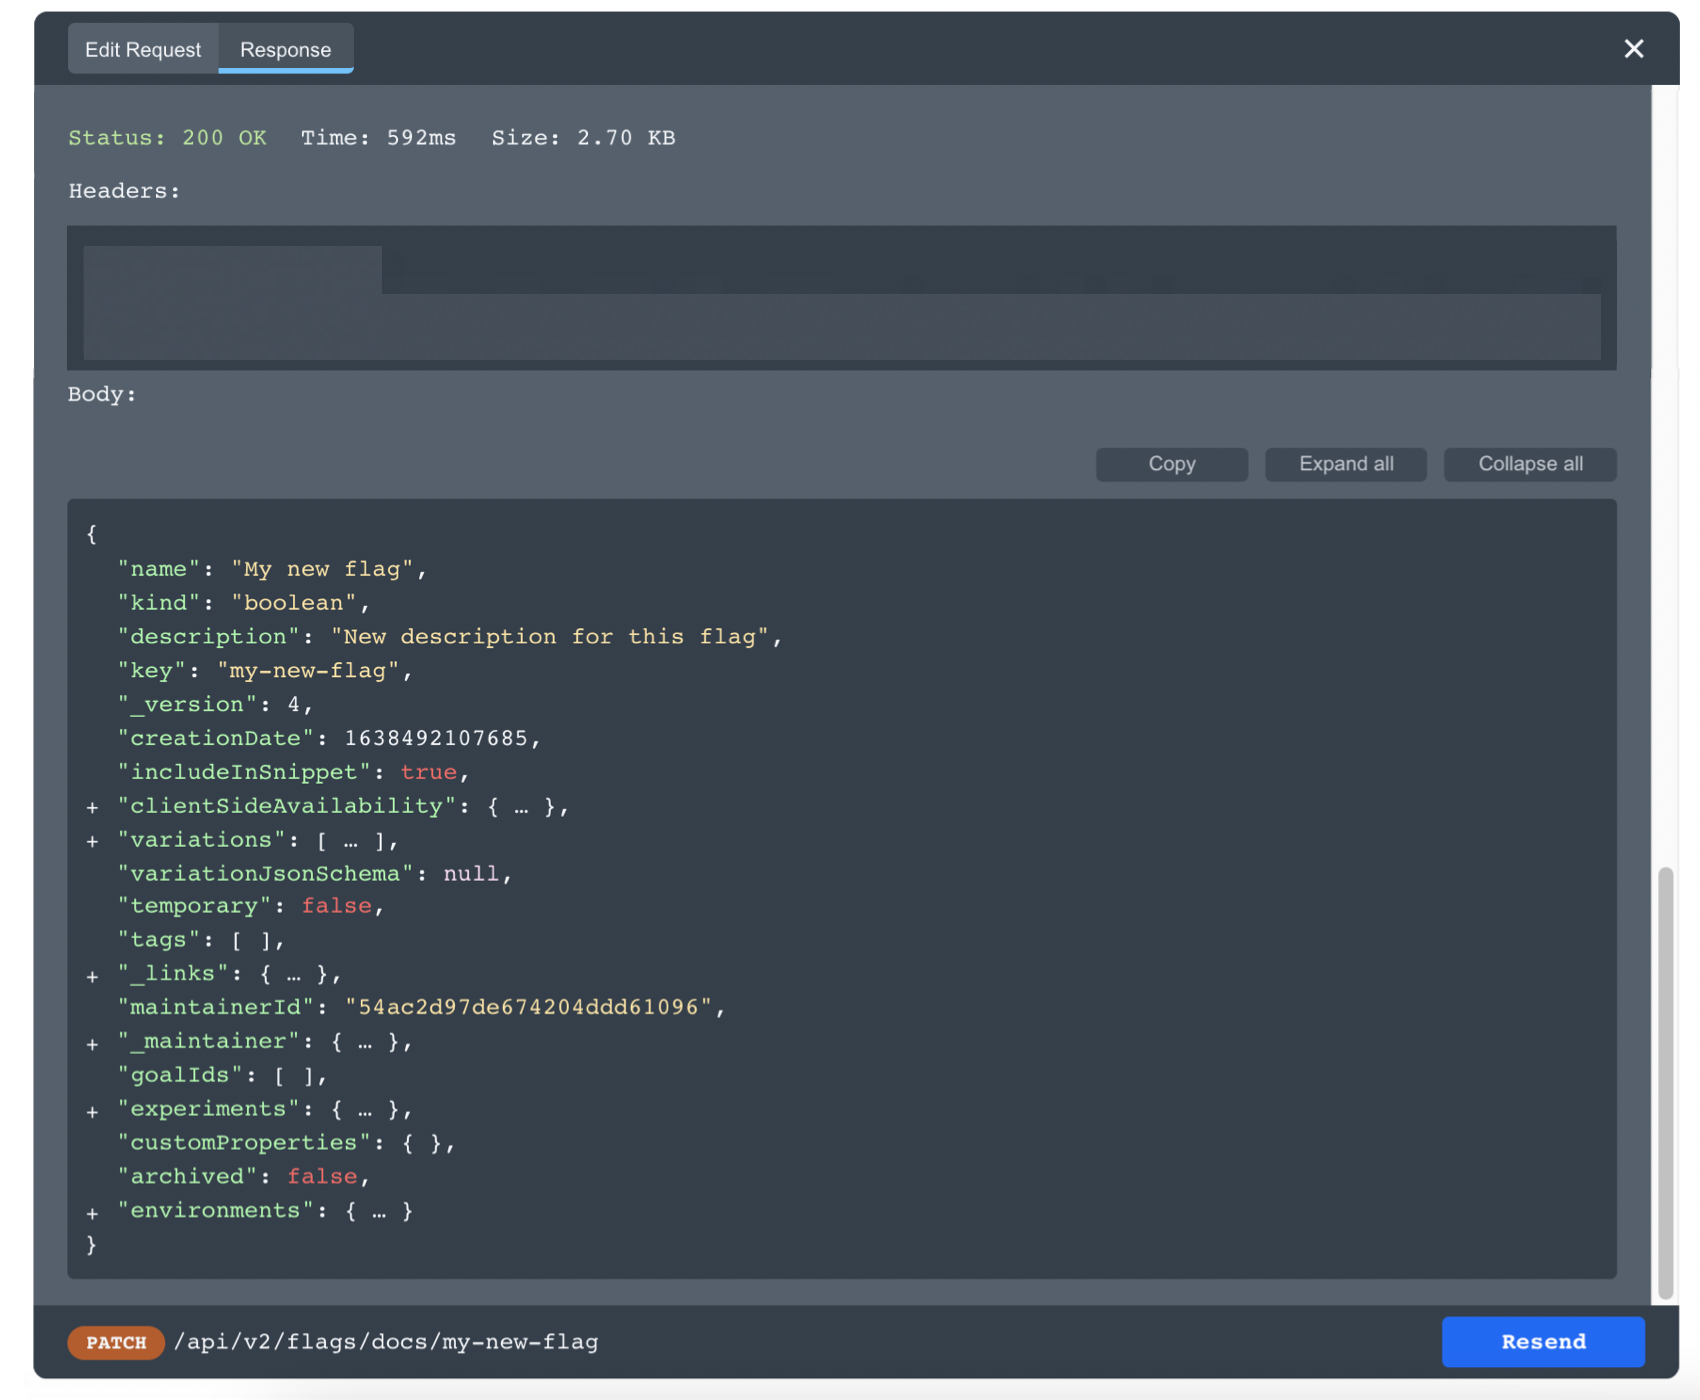 Edit Request Response ✕
Status: 200 OK Time: 592ms Size: 2.70 KB
Headers:
Body:
Copy Expand all Collapse all
{
"name": "My new flag",
"kind": "boolean",
"description": "New description for this flag",
"key": "my-new-flag",
"_version": 4,
"creationDate": 1638492107685,
"includeInSnippet": true,
+ "clientSideAvailability": { … },
+ "variations": [ … ],
"variationJsonSchema": null,
"temporary": false,
"tags": [ ],
+ "_links": { … },
"maintainerId": "54ac2d97de674204ddd61096",
+ "_maintainer": { … },
"goalIds": [ ],
+ "experiments": { … },
"customProperties": { },
"archived": false,
+ "environments": { … }
}
PATCH /api/v2/flags/docs/my-new-flag Resend